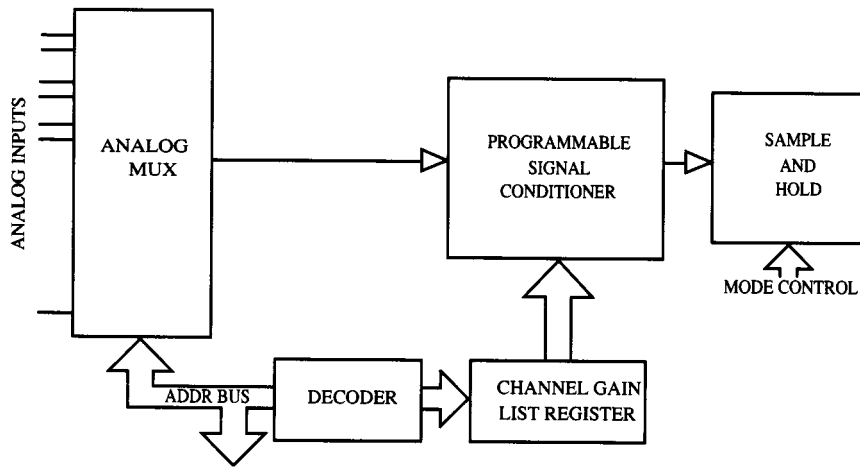 ANALOG INPUTS
ANALOG
MUX
PROGRAMMABLE
SIGNAL
CONDITIONER
SAMPLE
AND
HOLD
MODE CONTROL
ADDR BUS
DECODER
CHANNEL GAIN
LIST REGISTER